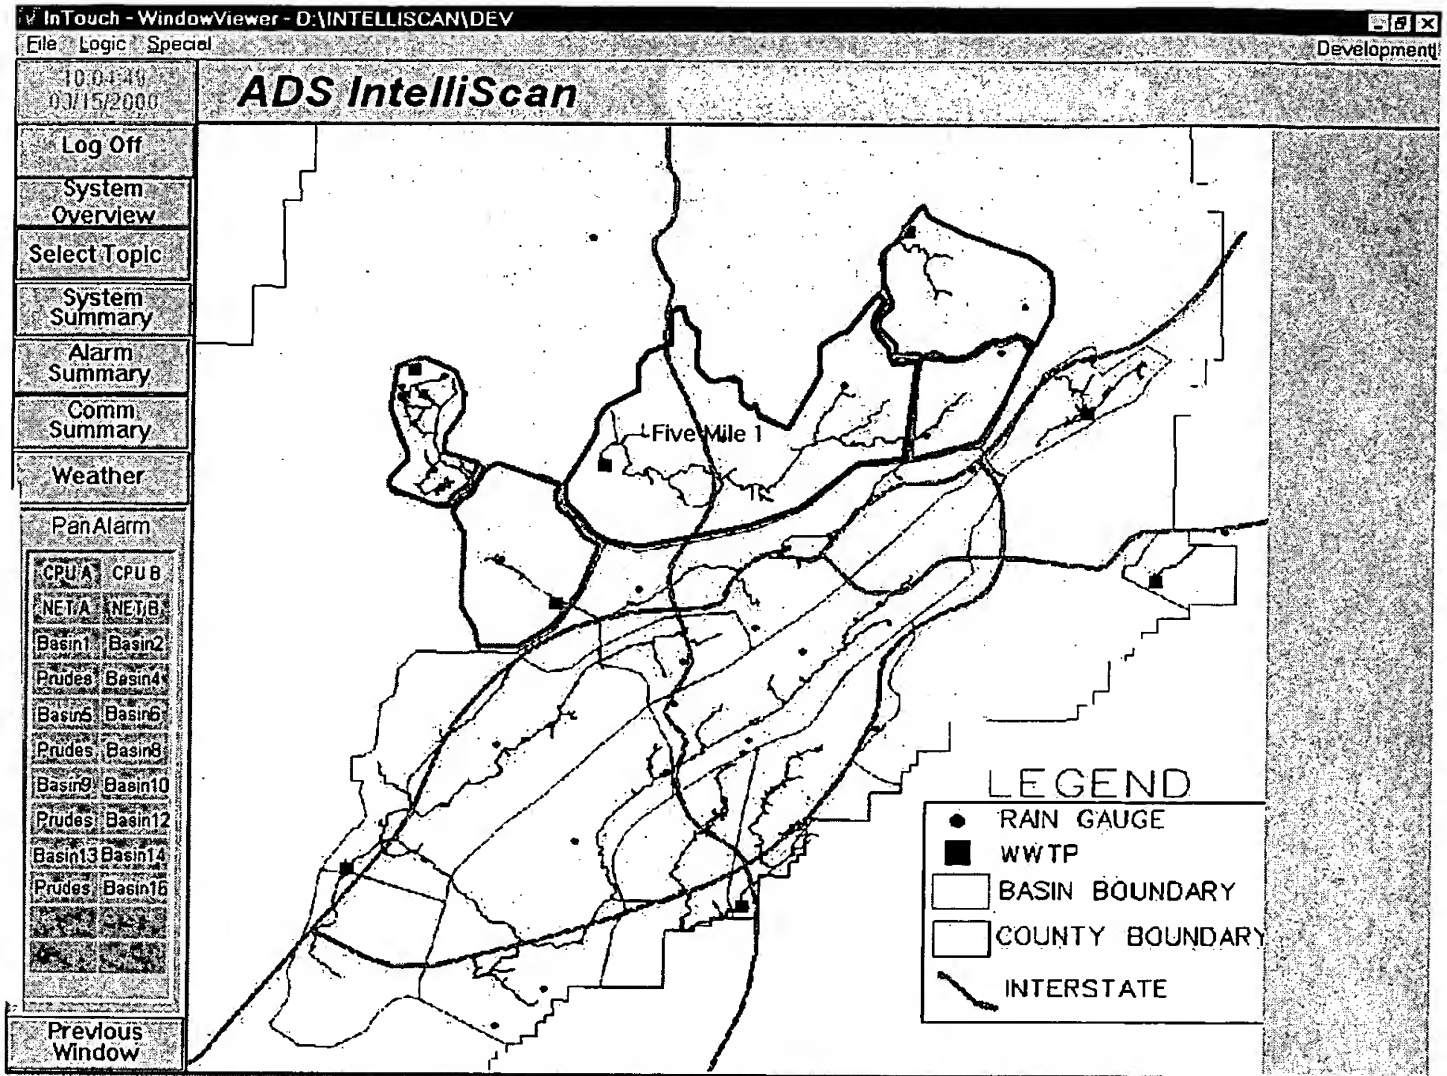 InTouch - WindowViewer - D:\INTELLISCAN\DEV
File Logic Special
Development!
10:04:49
03/15/2000
ADS IntelliScan
Log Off
System
Overview
Select Topic
System
Summary
Alarm
Summary
Comm
Summary
Weather
PanAlarm
CPU A CPU B
NET A NET B
Basin1 Basin2
Prudes Basin4
Basin5 Basin6
Prudes Basin8
Basin9 Basin10
Prudes Basin12
Basin13 Basin14
Prudes Basin16
Previous
Window
Five Mile 1
LEGEND
RAIN GAUGE
WWTP
BASIN BOUNDARY
COUNTY BOUNDARY
INTERSTATE